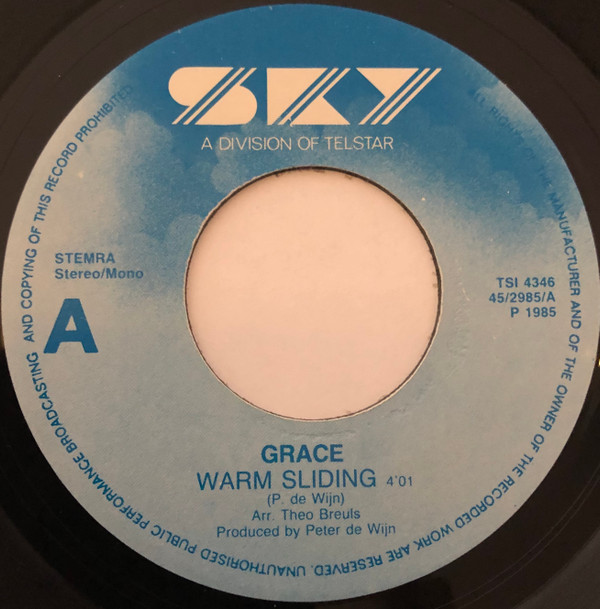 SKY
A DIVISION OF TELSTAR
ALL RIGHTS OF THE MANUFACTURER AND OF THE OWNER OF THE RECORDED WORK ARE RESERVED. UNAUTHORISED PUBLIC PERFORMANCE BROADCASTING AND COPYING OF THIS RECORD PROHIBITED
STEMRA
Stereo/Mono
A
TSI 4346
45/2985/A
P 1985
GRACE
WARM SLIDING 4'01
(P. de Wijn)
Arr. Theo Breuls
Produced by Peter de Wijn